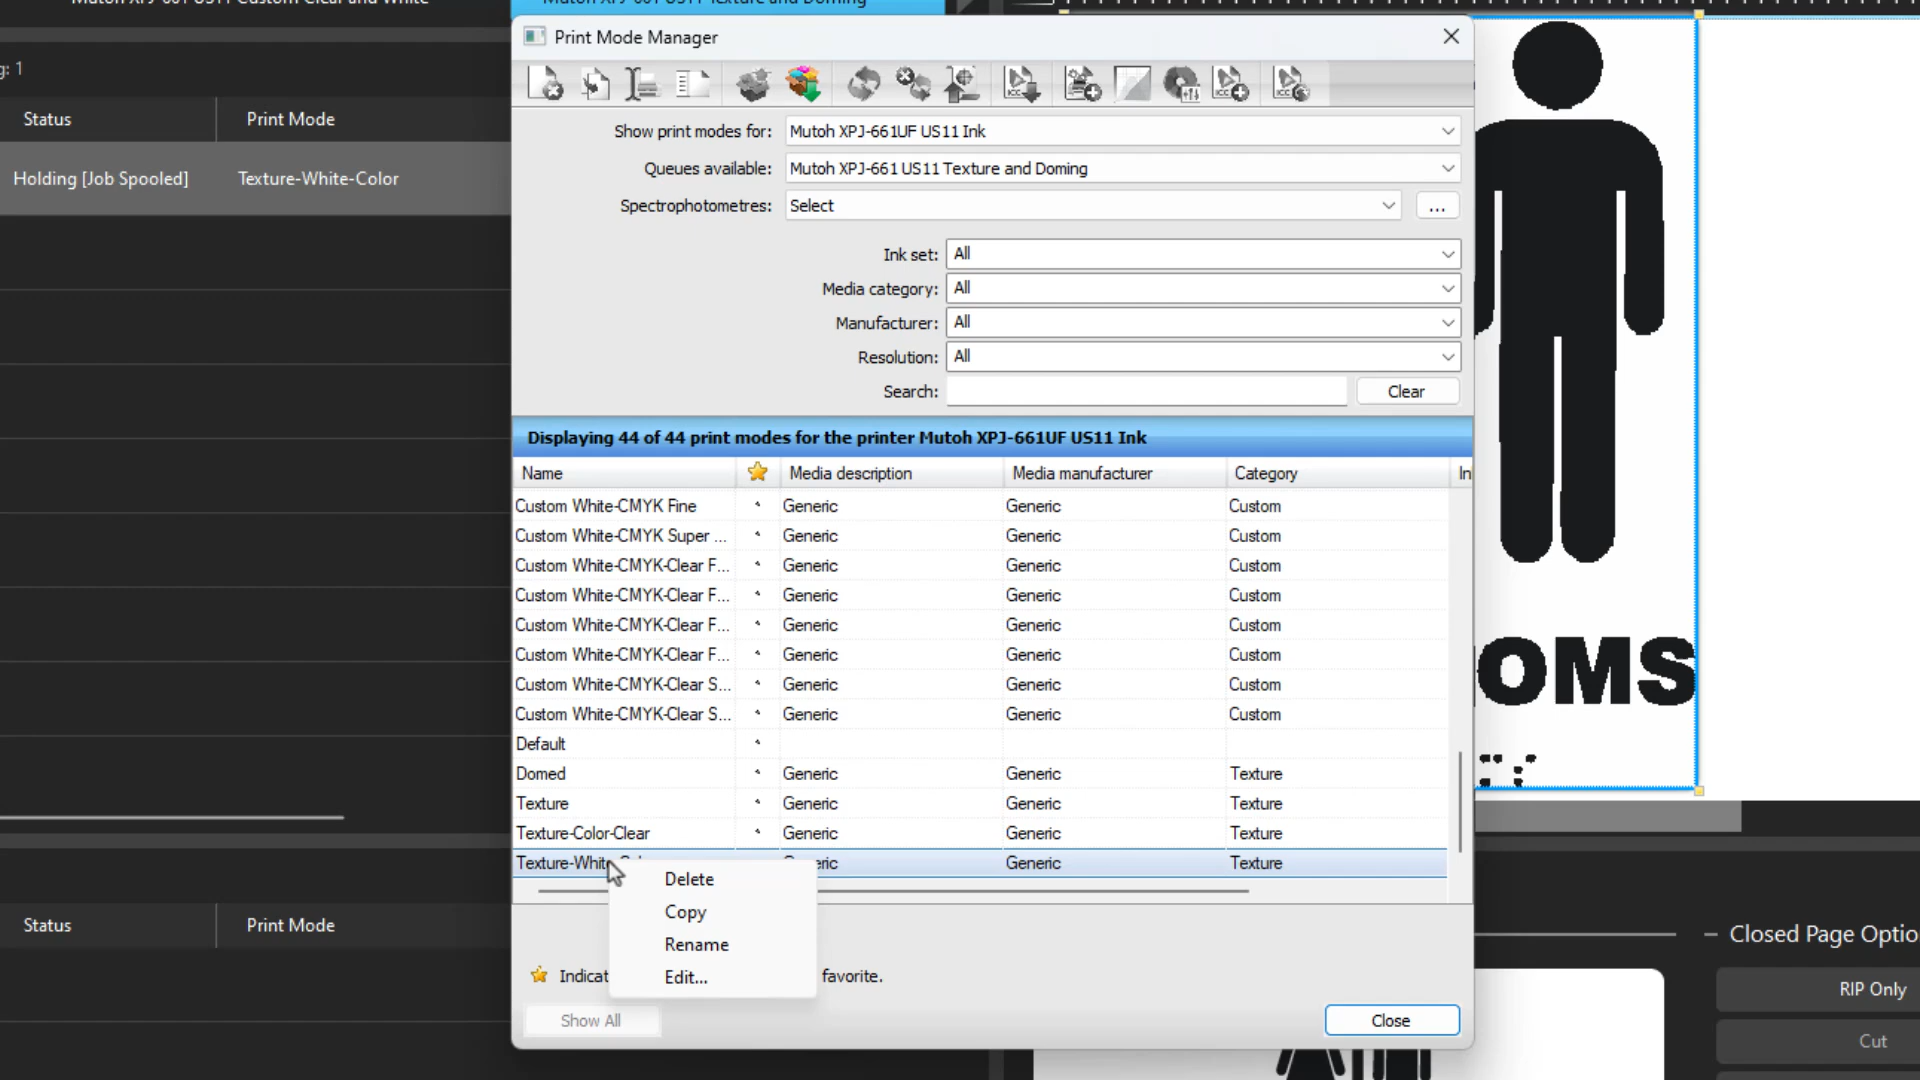 Print Mode Manager
g: 1
Status Print Mode
Holding [Job Spooled] Texture-White-Color
Show print modes for: Mutoh XPJ-661UF US11 Ink
Queues available: Mutoh XPJ-661 US11 Texture and Doming
Spectrophotometres: Select ...
Ink set: All
Media category: All
Manufacturer: All
Resolution: All
Search: Clear
Displaying 44 of 44 print modes for the printer Mutoh XPJ-661UF US11 Ink
Name Media description Media manufacturer Category In
Custom White-CMYK Fine Generic Generic Custom
Custom White-CMYK Super ... Generic Generic Custom
Custom White-CMYK-Clear F... Generic Generic Custom
Custom White-CMYK-Clear F... Generic Generic Custom
Custom White-CMYK-Clear F... Generic Generic Custom
Custom White-CMYK-Clear F... Generic Generic Custom
Custom White-CMYK-Clear S... Generic Generic Custom
Custom White-CMYK-Clear S... Generic Generic Custom
Default
Domed Generic Generic Texture
Texture Generic Generic Texture
Texture-Color-Clear Generic Generic Texture
Texture-White eric Generic Texture
Delete
Copy
Rename
Edit...
Indicat favorite.
Show All Close
OMS
Status Print Mode
Closed Page Optio
RIP Only
Cut